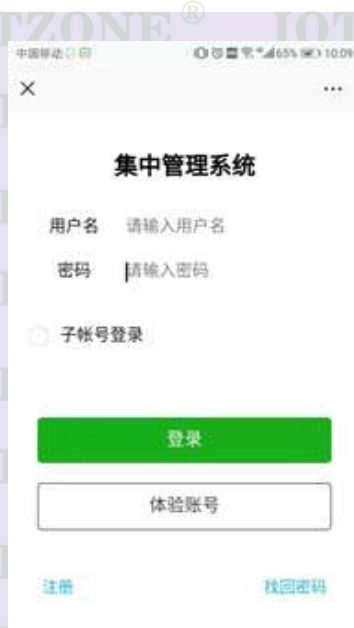 TZONE® IOT
中国移动 65% 10:09
集中管理系统
用户名 请输入用户名
密码 请输入密码
子帐号登录
登录
体验账号
注册 找回密码